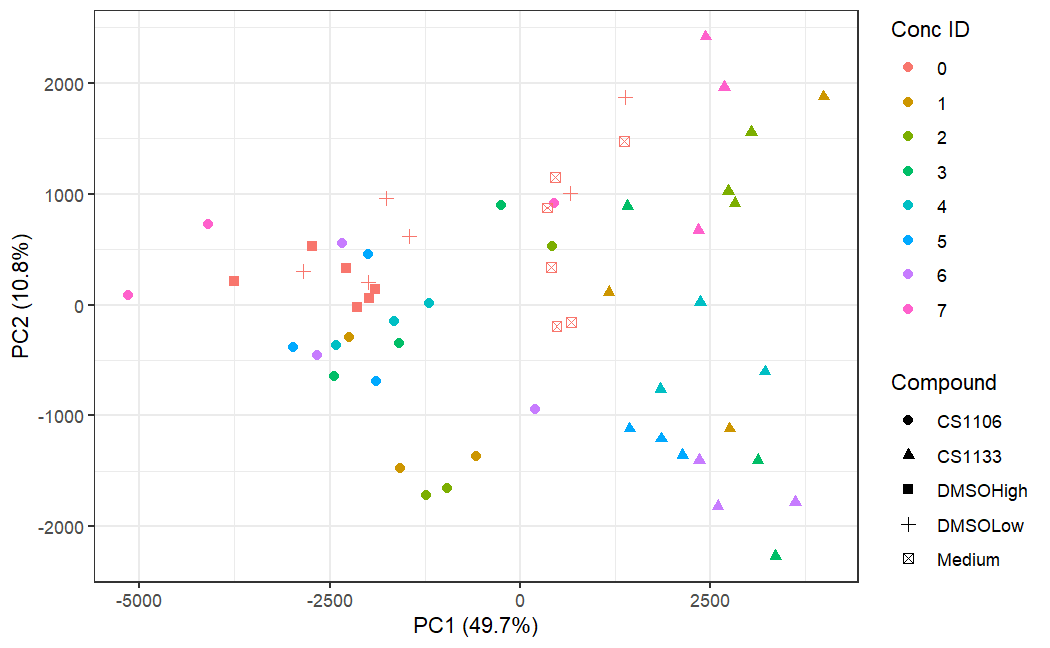 Conc ID
0
1
2
3
4
5
6
7
Compound
CS1106
CS1133
DMSOHigh
DMSOLow
Medium
PC2 (10.8%)
2000
1000
0
-1000
-2000
-5000 -2500 0 2500
PC1 (49.7%)